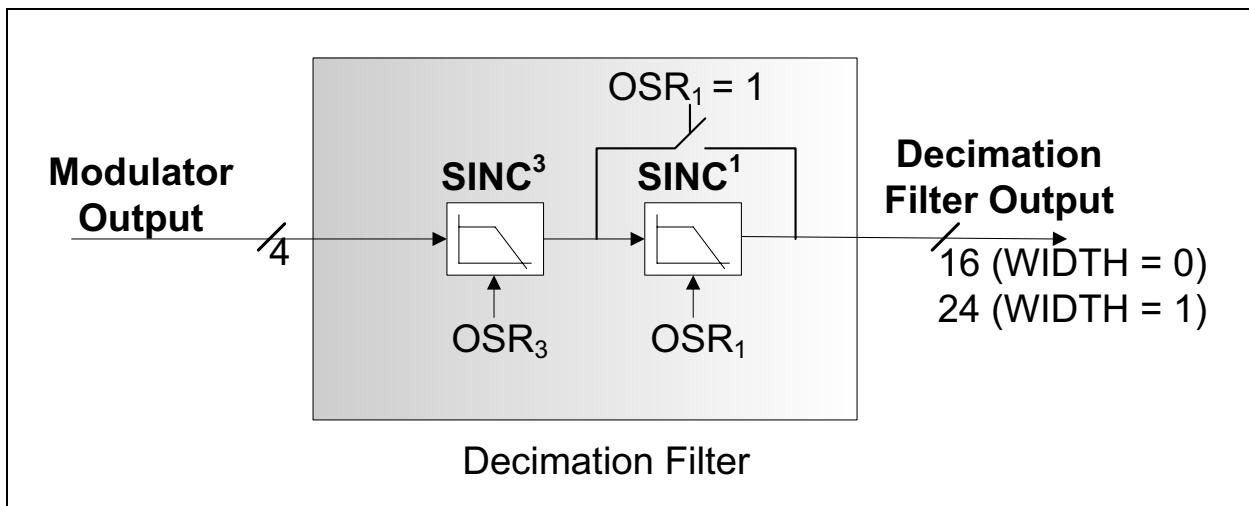 OSR₁ = 1
Modulator
Output
4
SINC³
SINC¹
OSR₃
OSR₁
Decimation
Filter Output
16 (WIDTH = 0)
24 (WIDTH = 1)
Decimation Filter